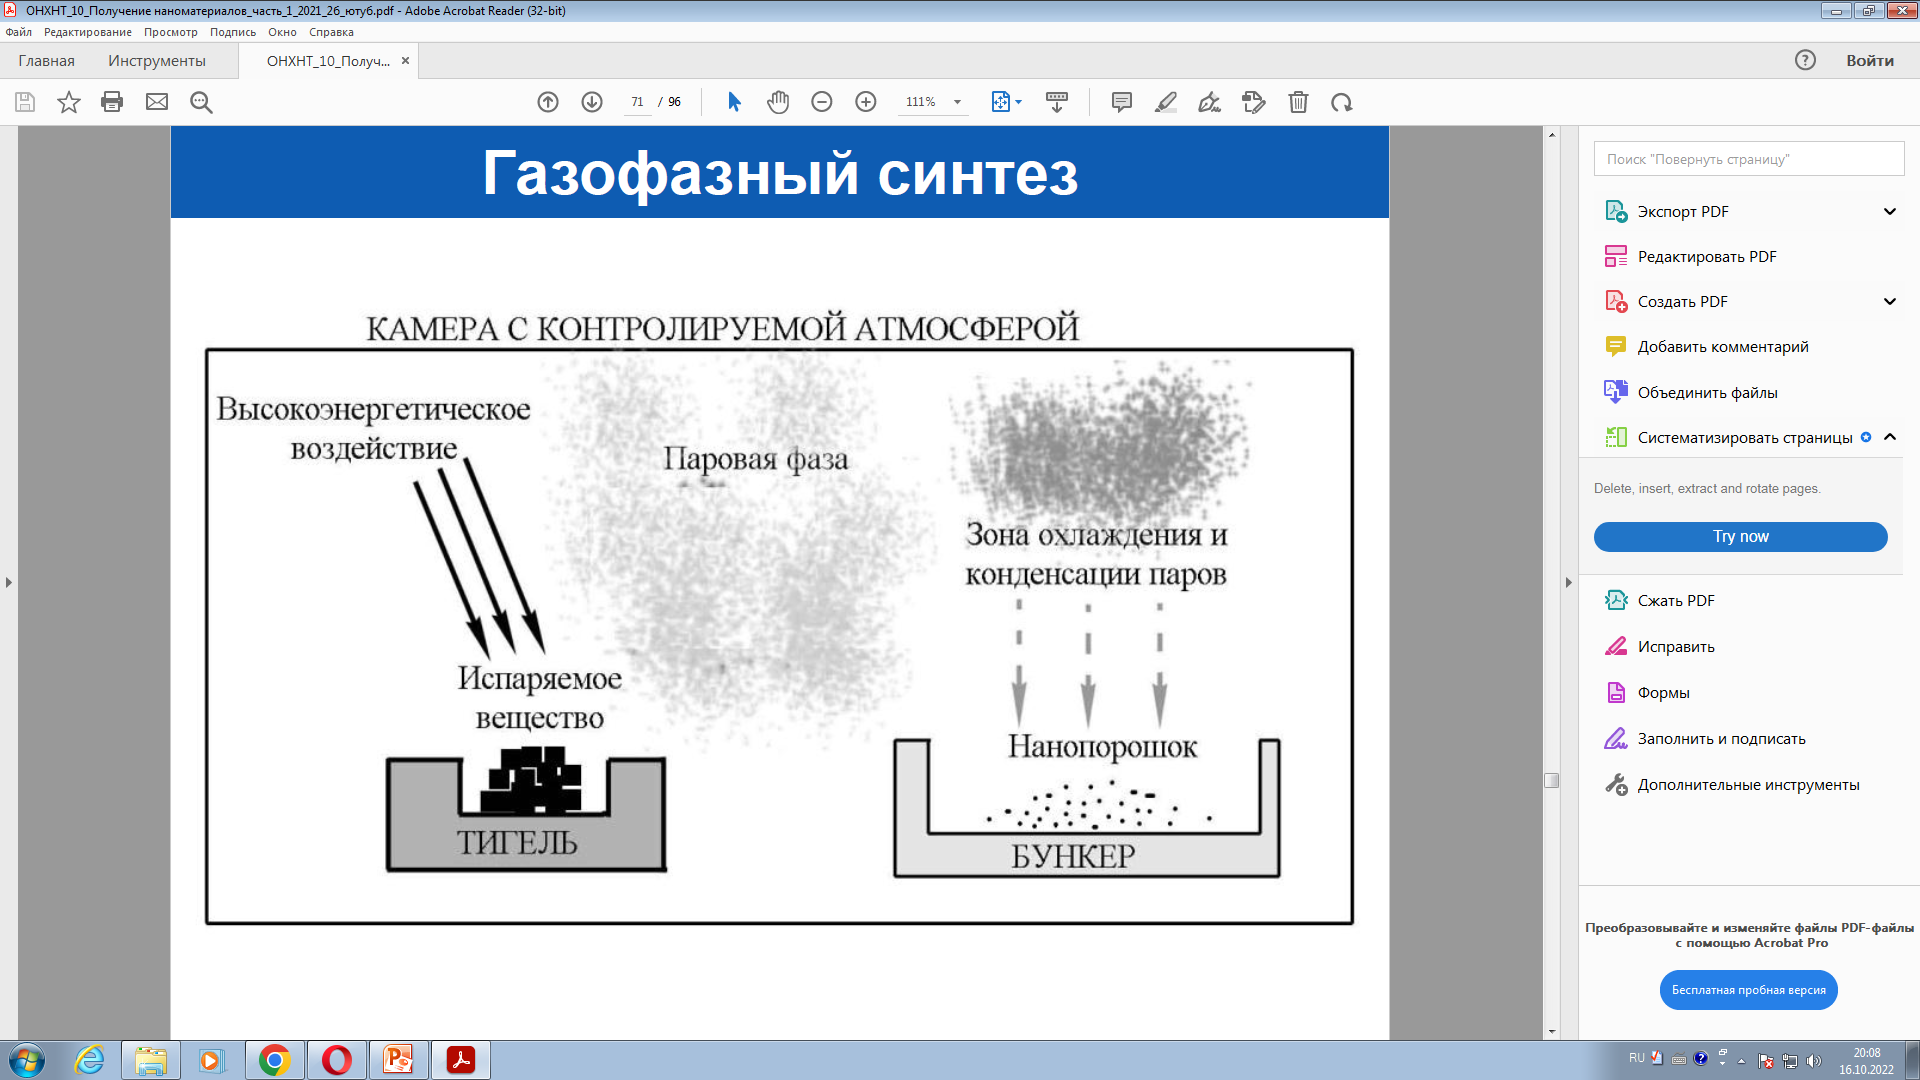 ОНХНТ_10_Получение наноматериалов_часть_1_2021_26_ютуб.pdf - Adobe Acrobat Reader (32-bit)
Файл Редактирование Просмотр Подпись Окно Справка
Главная Инструменты ОНХНТ_10_Получ... × Войти
71 / 96 111%
Газофазный синтез
КАМЕРА С КОНТРОЛИРУЕМОЙ АТМОСФЕРОЙ
Высокоэнергетическое
воздействие
Паровая фаза
Зона охлаждения и
конденсации паров
Испаряемое
вещество
Нанопорошок
ТИГЕЛЬ
БУНКЕР
Поиск "Повернуть страницу"
Экспорт PDF
Редактировать PDF
Создать PDF
Добавить комментарий
Объединить файлы
Систематизировать страницы
Delete, insert, extract and rotate pages.
Try now
Сжать PDF
Исправить
Формы
Заполнить и подписать
Дополнительные инструменты
Преобразовывайте и изменяйте файлы PDF-файлы
с помощью Acrobat Pro
Бесплатная пробная версия
RU
20:08
16.10.2022